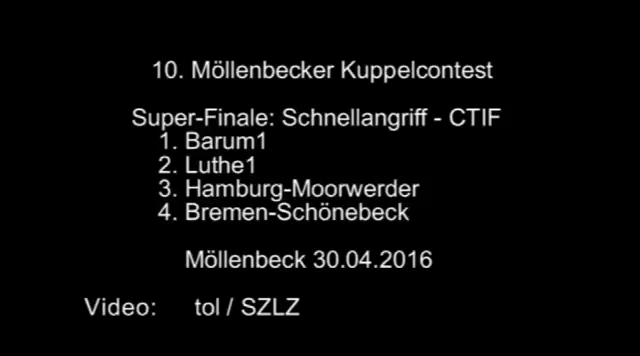 10. Möllenbecker Kuppelcontest
Super-Finale: Schnellangriff - CTIF
1. Barum1
2. Luthe1
3. Hamburg-Moorwerder
4. Bremen-Schönebeck
Möllenbeck 30.04.2016
Video: tol / SZLZ